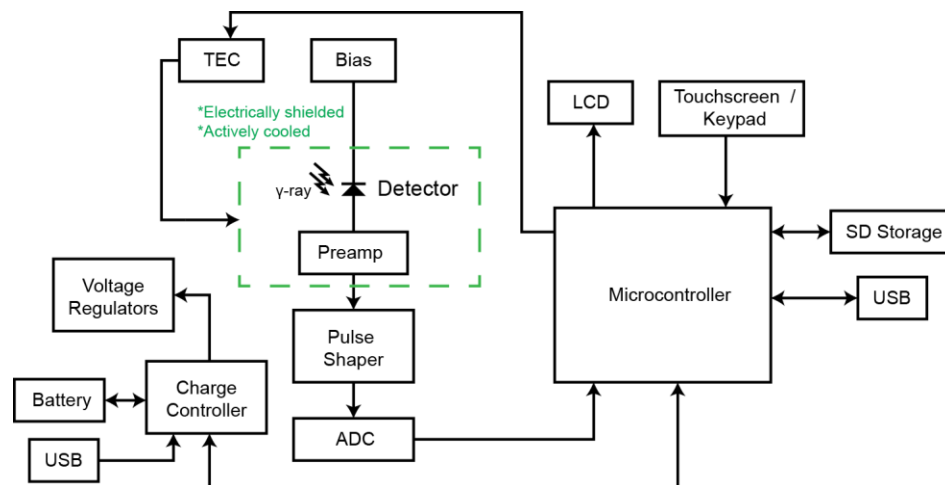 TEC
Bias
*Electrically shielded
*Actively cooled
γ-ray
Detector
Preamp
LCD
Touchscreen /
Keypad
Microcontroller
SD Storage
USB
Voltage
Regulators
Pulse
Shaper
Charge
Controller
Battery
USB
ADC